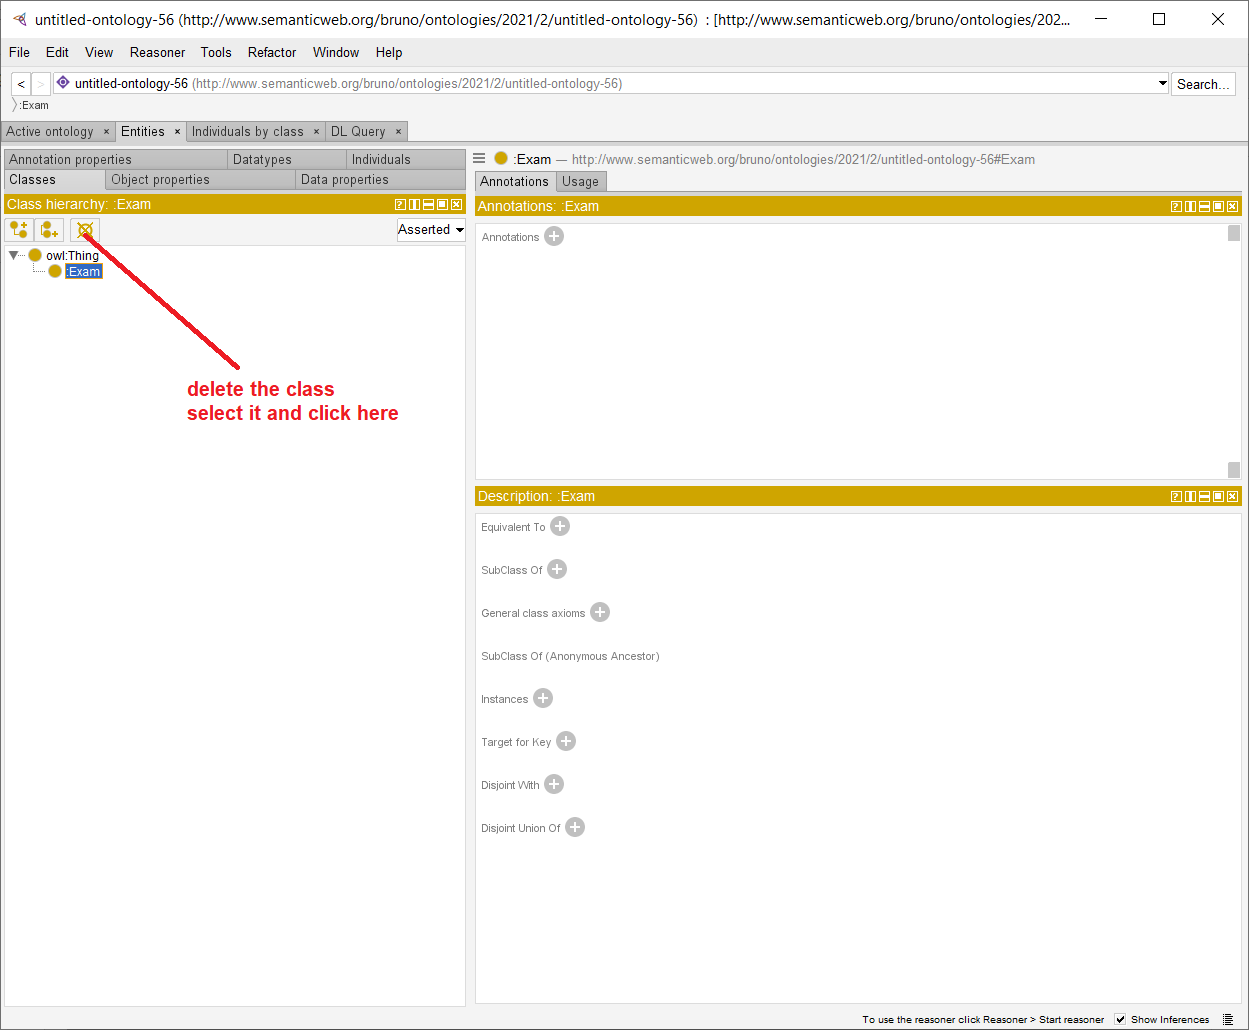 untitled-ontology-56 (http://www.semanticweb.org/bruno/ontologies/2021/2/untitled-ontology-56) : [http://www.semanticweb.org/bruno/ontologies/202...
File Edit View Reasoner Tools Refactor Window Help
< > untitled-ontology-56 (http://www.semanticweb.org/bruno/ontologies/2021/2/untitled-ontology-56) Search...
:Exam
Active ontology × Entities × Individuals by class × DL Query ×
Annotation properties Datatypes Individuals
Classes Object properties Data properties
Class hierarchy: :Exam
Asserted
owl:Thing
:Exam
delete the class
select it and click here
:Exam — http://www.semanticweb.org/bruno/ontologies/2021/2/untitled-ontology-56#Exam
Annotations Usage
Annotations: :Exam
Annotations
Description: :Exam
Equivalent To
SubClass Of
General class axioms
SubClass Of (Anonymous Ancestor)
Instances
Target for Key
Disjoint With
Disjoint Union Of
To use the reasoner click Reasoner > Start reasoner Show Inferences